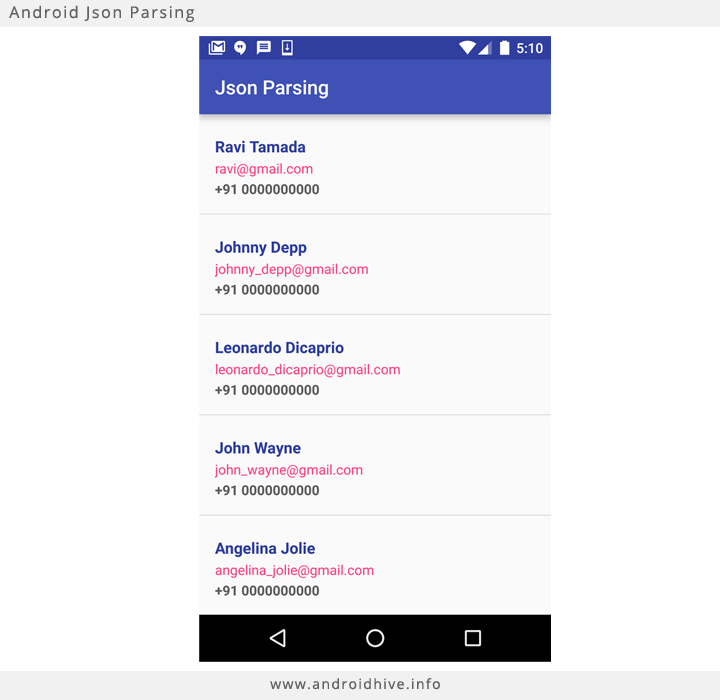 Android Json Parsing
5:10
Json Parsing
Ravi Tamada
ravi@gmail.com
+91 0000000000
Johnny Depp
johnny_depp@gmail.com
+91 0000000000
Leonardo Dicaprio
leonardo_dicaprio@gmail.com
+91 0000000000
John Wayne
john_wayne@gmail.com
+91 0000000000
Angelina Jolie
angelina_jolie@gmail.com
+91 0000000000
www.androidhive.info